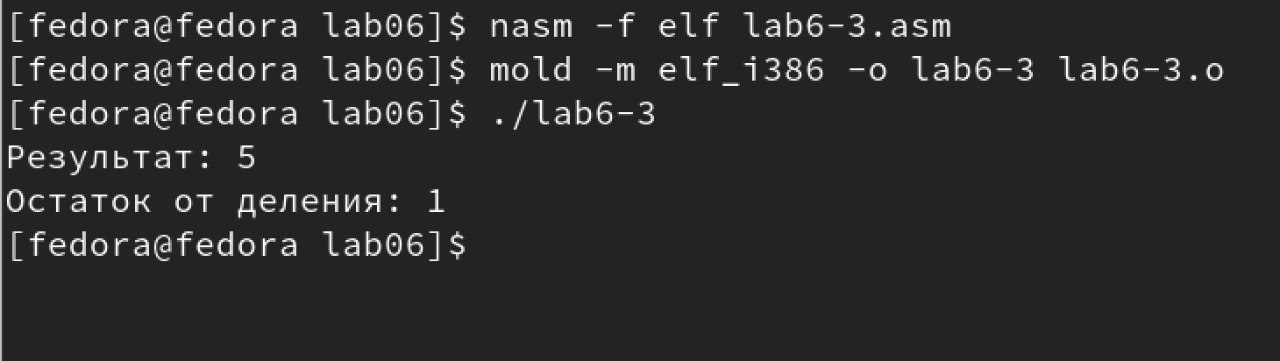 [fedora@fedora lab06]$ nasm -f elf lab6-3.asm
[fedora@fedora lab06]$ mold -m elf_i386 -o lab6-3 lab6-3.o
[fedora@fedora lab06]$ ./lab6-3
Результат: 5
Остаток от деления: 1
[fedora@fedora lab06]$